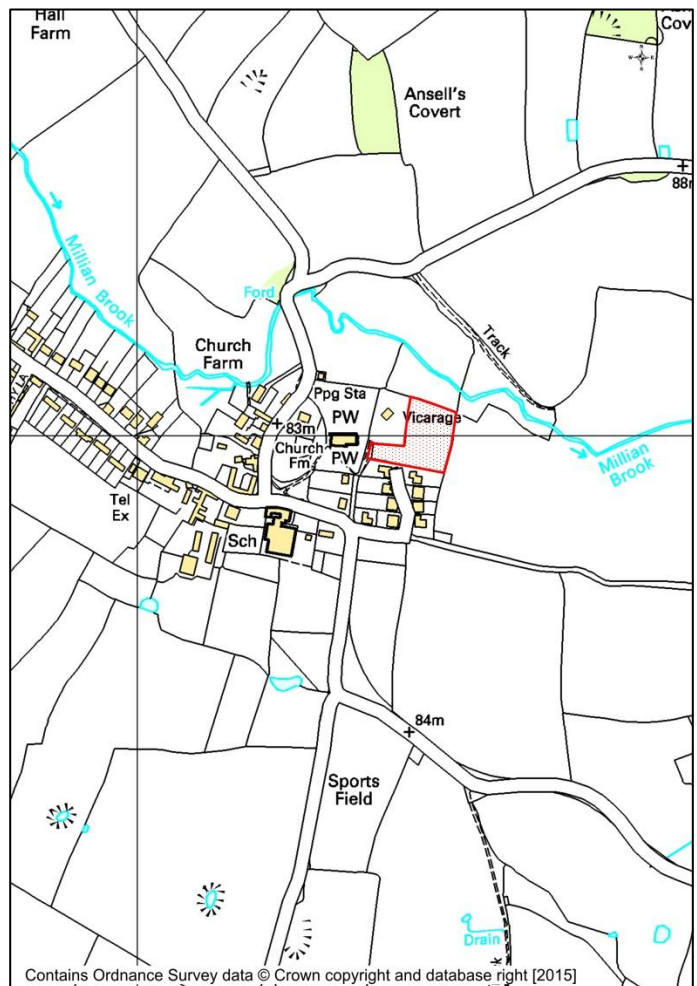 Hall
Farm
Cov
Ansell's
Covert
88m
Millian
Brook
Ford
Track
Church
Farm
Ppg Sta
PW
Vicarage
83m
Church
Fm
PW
Millian
Brook
Tel
Ex
Sch
84m
Sports
Field
Drain
Contains Ordnance Survey data © Crown copyright and database right [2015]